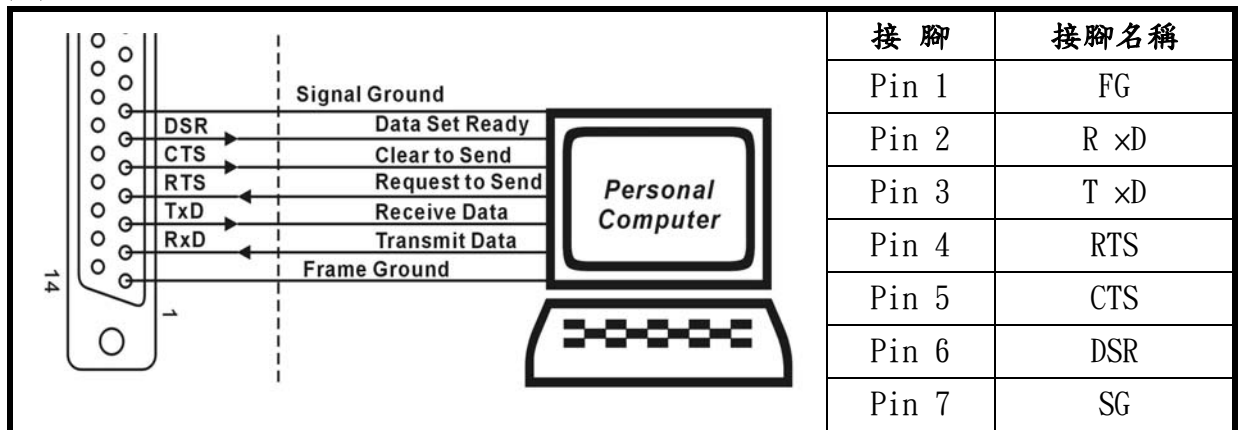 Signal Ground
DSR Data Set Ready
CTS Clear to Send
RTS Request to Send
TxD Receive Data
RxD Transmit Data
Frame Ground
14
1
Personal
Computer
接 腳 接腳名稱
Pin 1 FG
Pin 2 R ×D
Pin 3 T ×D
Pin 4 RTS
Pin 5 CTS
Pin 6 DSR
Pin 7 SG